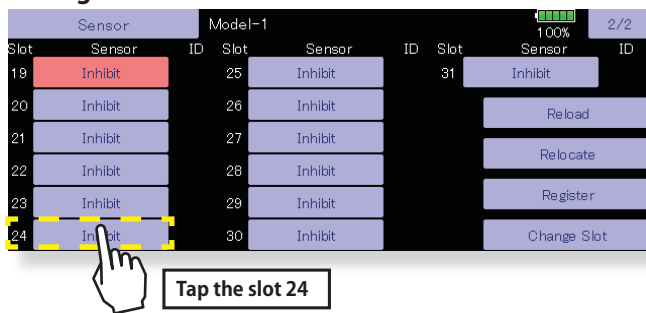 Sensor Model-1 100% 2/2
Slot Sensor ID Slot Sensor ID Slot Sensor ID
19 Inhibit 25 Inhibit 31 Inhibit
20 Inhibit 26 Inhibit Reload
21 Inhibit 27 Inhibit Relocate
22 Inhibit 28 Inhibit Register
23 Inhibit 29 Inhibit Change Slot
24 Inhibit 30 Inhibit
Tap the slot 24